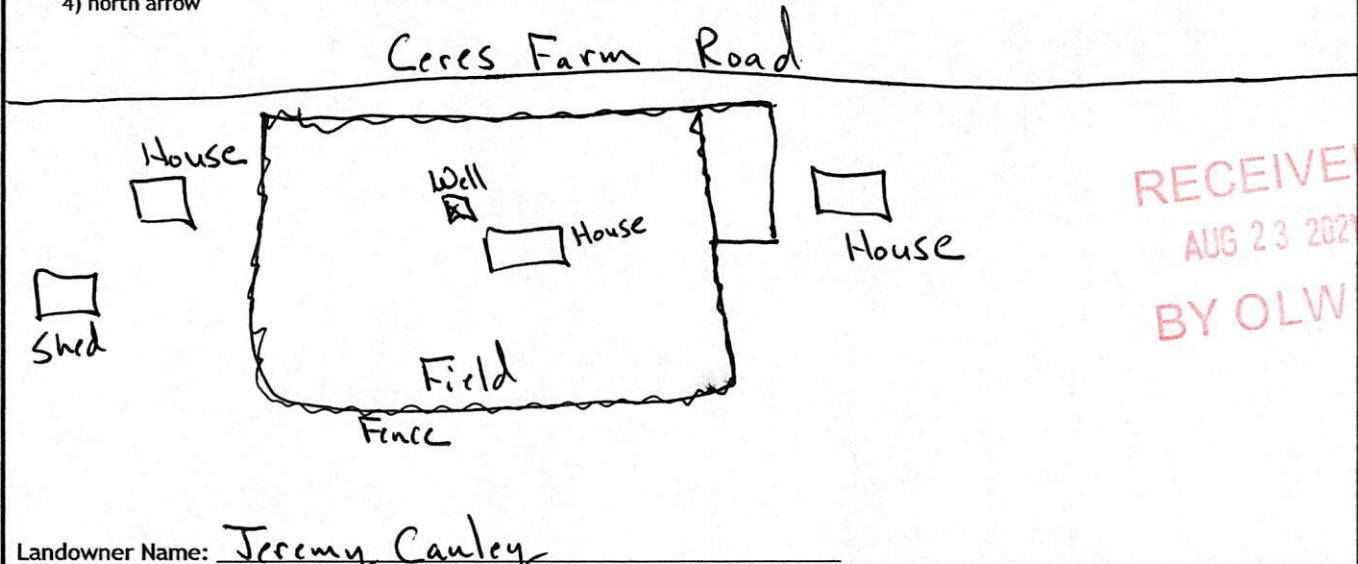 4) north arrow
Ceres Farm Road
House
Well
House
House
Shed
Field
Fence
RECEIVE
AUG 23 202
BY OLW
Landowner Name: Jeremy Cauley